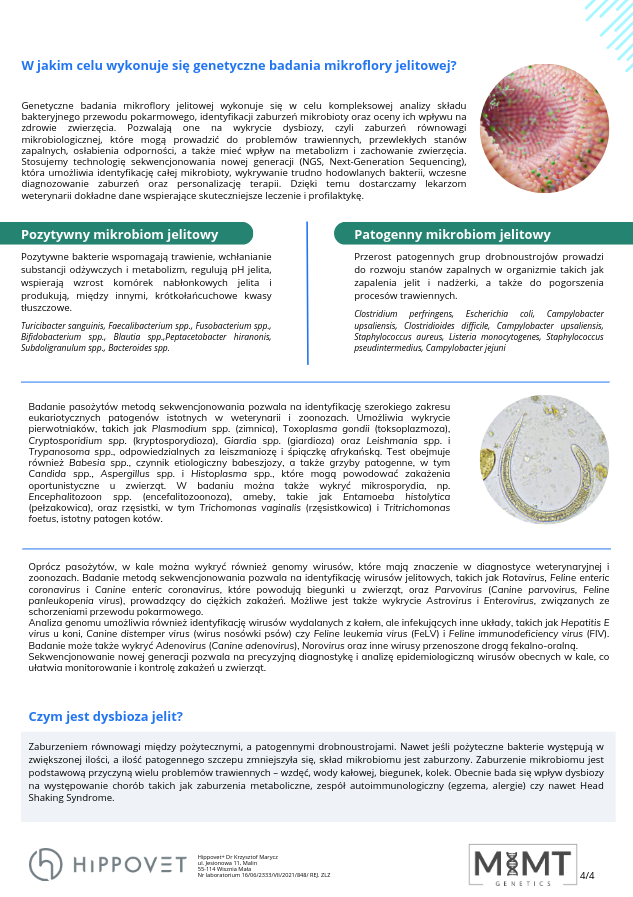 W jakim celu wykonuje się genetyczne badania mikroflory jelitowej?
Genetyczne badania mikroflory jelitowej wykonuje się w celu kompleksowej analizy składu
bakteryjnego przewodu pokarmowego, identyfikacji zaburzeń mikrobioty oraz oceny ich wpływu na
zdrowie zwierzęcia. Pozwalają one na wykrycie dysbiozy, czyli zaburzeń równowagi
mikrobiologicznej, które mogą prowadzić do problemów trawiennych, przewlekłych stanów
zapalnych, osłabienia odporności, a także mieć wpływ na metabolizm i zachowanie zwierzęcia.
Stosujemy technologię sekwencjonowania nowej generacji (NGS, Next-Generation Sequencing),
która umożliwia identyfikację całej mikrobioty, wykrywanie trudno hodowlanych bakterii, wczesne
diagnozowanie zaburzeń oraz personalizację terapii. Dzięki temu dostarczamy lekarzom
weterynarii dokładne dane wspierające skuteczniejsze leczenie i profilaktykę.
Pozytywny mikrobiom jelitowy
Pozytywne bakterie wspomagają trawienie, wchłanianie
substancji odżywczych i metabolizm, regulują pH jelita,
wspierają wzrost komórek nabłonkowych jelita i
produkują, między innymi, krótkołańcuchowe kwasy
tłuszczowe.
Turicibacter sanguinis, Faecalibacterium spp., Fusobacterium spp.,
Bifidobacterium spp., Blautia spp.,Peptacetobacter hiranonis,
Subdoligranulum spp., Bacteroides spp.
Patogenny mikrobiom jelitowy
Przerost patogennych grup drobnoustrojów prowadzi
do rozwoju stanów zapalnych w organizmie takich jak
zapalenia jelit i nadżerki, a także do pogorszenia
procesów trawiennych.
Clostridium perfringens, Escherichia coli, Campylobacter
upsaliensis, Clostridioides difficile, Campylobacter upsaliensis,
Staphylococcus aureus, Listeria monocytogenes, Staphylococcus
pseudintermedius, Campylobacter jejuni
Badanie pasożytów metodą sekwencjonowania pozwala na identyfikację szerokiego zakresu
eukariotycznych patogenów istotnych w weterynarii i zoonozach. Umożliwia wykrycie
pierwotniaków, takich jak Plasmodium spp. (zimnica), Toxoplasma gondii (toksoplazmoza),
Cryptosporidium spp. (kryptosporydioza), Giardia spp. (giardioza) oraz Leishmania spp. i
Trypanosoma spp., odpowiedzialnych za leiszmaniozę i śpiączkę afrykańską. Test obejmuje
również Babesia spp., czynnik etiologiczny babeszjozy, a także grzyby patogenne, w tym
Candida spp., Aspergillus spp. i Histoplasma spp., które mogą powodować zakażenia
oportunistyczne u zwierząt. W badaniu można także wykryć mikrosporydia, np.
Encephalitozoon spp. (encefalitozoonoza), ameby, takie jak Entamoeba histolytica
(pełzakowica), oraz rzęsistki, w tym Trichomonas vaginalis (rzęsistkowica) i Tritrichomonas
foetus, istotny patogen kotów.
Oprócz pasożytów, w kale można wykryć również genomy wirusów, które mają znaczenie w diagnostyce weterynaryjnej i
zoonozach. Badanie metodą sekwencjonowania pozwala na identyfikację wirusów jelitowych, takich jak Rotavirus, Feline enteric
coronavirus i Canine enteric coronavirus, które powodują biegunki u zwierząt, oraz Parvovirus (Canine parvovirus, Feline
panleukopenia virus), prowadzący do ciężkich zakażeń. Możliwe jest także wykrycie Astrovirus i Enterovirus, związanych ze
schorzeniami przewodu pokarmowego.
Analiza genomu umożliwia również identyfikację wirusów wydalanych z kałem, ale infekujących inne układy, takich jak Hepatitis E
virus u koni, Canine distemper virus (wirus nosówki psów) czy Feline leukemia virus (FeLV) i Feline immunodeficiency virus (FIV).
Badanie może także wykryć Adenovirus (Canine adenovirus), Norovirus oraz inne wirusy przenoszone drogą fekalno-oralną.
Sekwencjonowanie nowej generacji pozwala na precyzyjną diagnostykę i analizę epidemiologiczną wirusów obecnych w kale, co
ułatwia monitorowanie i kontrolę zakażeń u zwierząt.
Czym jest dysbioza jelit?
Zaburzeniem równowagi między pożytecznymi, a patogennymi drobnoustrojami. Nawet jeśli pożyteczne bakterie występują w
zwiększonej ilości, a ilość patogennego szczepu zmniejszyła się, skład mikrobiomu jest zaburzony. Zaburzenie mikrobiomu jest
podstawową przyczyną wielu problemów trawiennych – wzdęć, wody kałowej, biegunek, kolek. Obecnie bada się wpływ dysbiozy
na występowanie chorób takich jak zaburzenia metaboliczne, zespół autoimmunologiczny (egzema, alergie) czy nawet Head
Shaking Syndrome.
HIPPOVET
Hippovet+ Dr Krzysztof Marycz
ul. Jesionowa 11, Malin
55-114 Wisznia Mała
Nr laboratorium 16/06/2333/VII/2021/848/ REJ. ZLZ
MIMT
GENETICS
4/4